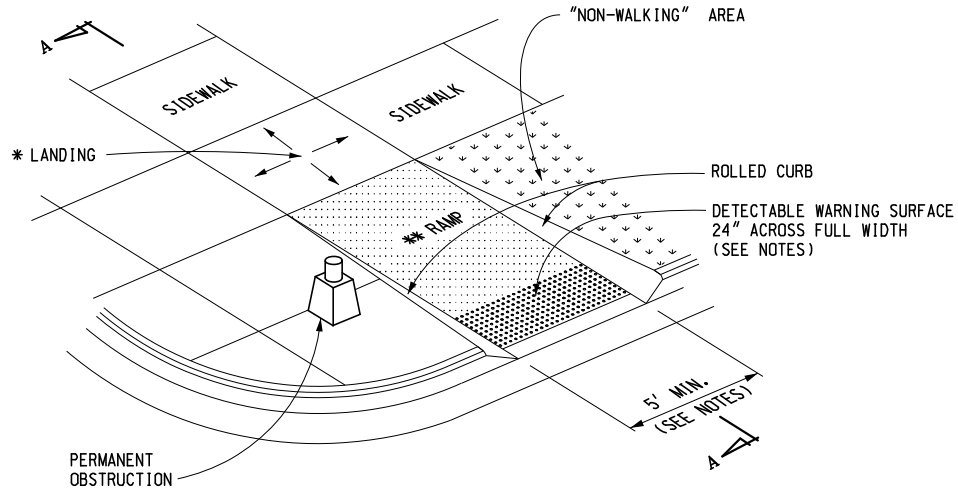 "NON-WALKING" AREA
A
SIDEWALK
SIDEWALK
* LANDING
ROLLED CURB
** RAMP
DETECTABLE WARNING SURFACE
24" ACROSS FULL WIDTH
(SEE NOTES)
5' MIN.
(SEE NOTES)
A
PERMANENT
OBSTRUCTION